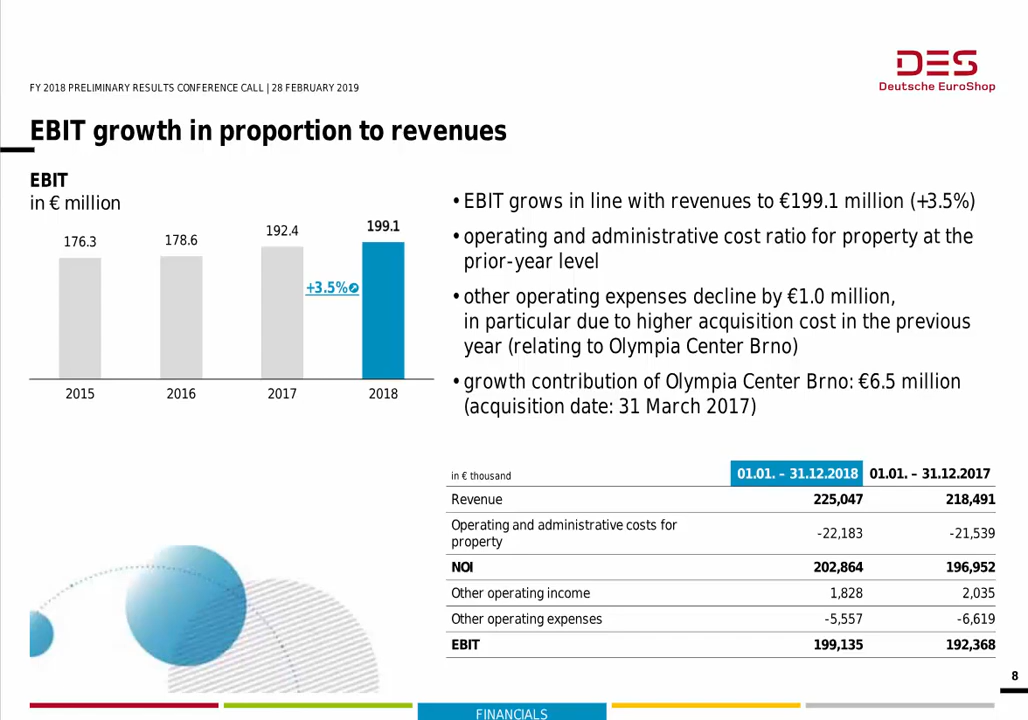 DES
Deutsche EuroShop
FY 2018 PRELIMINARY RESULTS CONFERENCE CALL | 28 FEBRUARY 2019
EBIT growth in proportion to revenues
EBIT
in € million
176.3
178.6
192.4
199.1
+3.5%
2015
2016
2017
2018
• EBIT grows in line with revenues to €199.1 million (+3.5%)
• operating and administrative cost ratio for property at the
prior-year level
• other operating expenses decline by €1.0 million,
in particular due to higher acquisition cost in the previous
year (relating to Olympia Center Brno)
• growth contribution of Olympia Center Brno: €6.5 million
(acquisition date: 31 March 2017)
in € thousand 01.01. – 31.12.2018 01.01. – 31.12.2017
Revenue 225,047 218,491
Operating and administrative costs for
property -22,183 -21,539
NOI 202,864 196,952
Other operating income 1,828 2,035
Other operating expenses -5,557 -6,619
EBIT 199,135 192,368
8
FINANCIALS